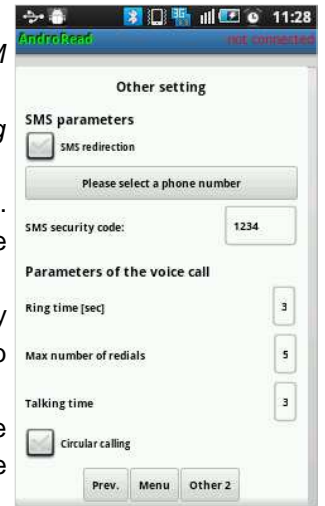 11:28
AndroRead not connected
Other setting
SMS parameters
SMS redirection
Please select a phone number
SMS security code: 1234
Parameters of the voice call
Ring time [sec] 3
Max number of redials 5
Talking time 3
Circular calling
Prev. Menu Other 2